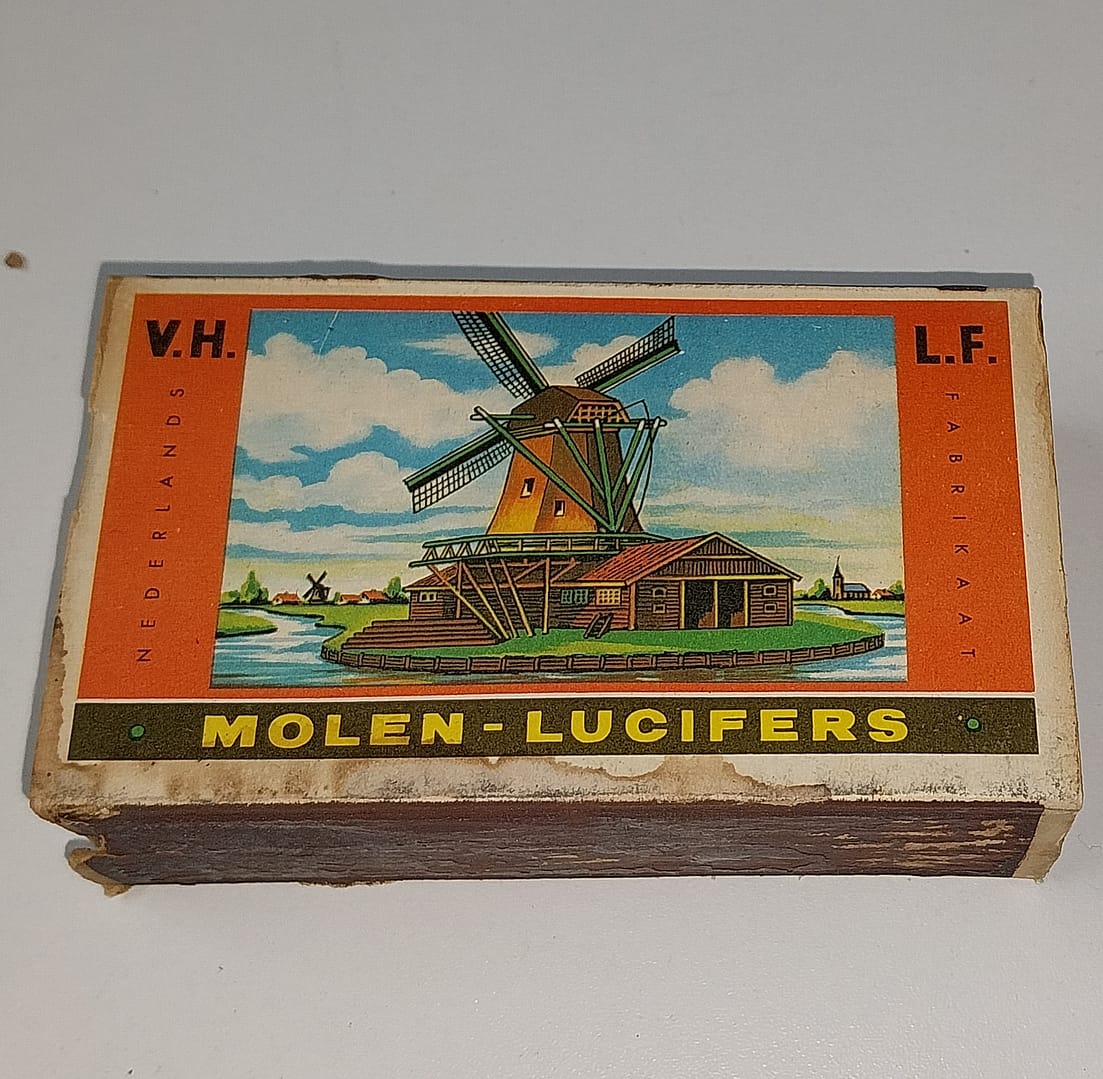 V.H.
L.F.
NEDERLANDS
FABRIKAAT
MOLEN - LUCIFERS